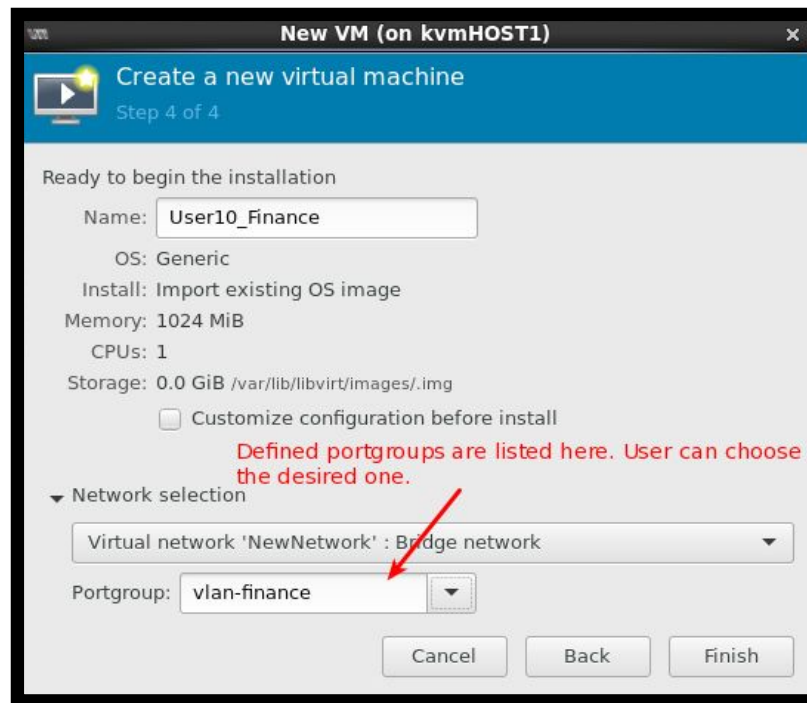 New VM (on kvmHOST1)
Create a new virtual machine
Step 4 of 4
Ready to begin the installation
Name: User10_Finance
OS: Generic
Install: Import existing OS image
Memory: 1024 MiB
CPUs: 1
Storage: 0.0 GiB /var/lib/libvirt/images/.img
Customize configuration before install
Defined portgroups are listed here. User can choose
the desired one.
Network selection
Virtual network 'NewNetwork' : Bridge network
Portgroup: vlan-finance
Cancel Back Finish